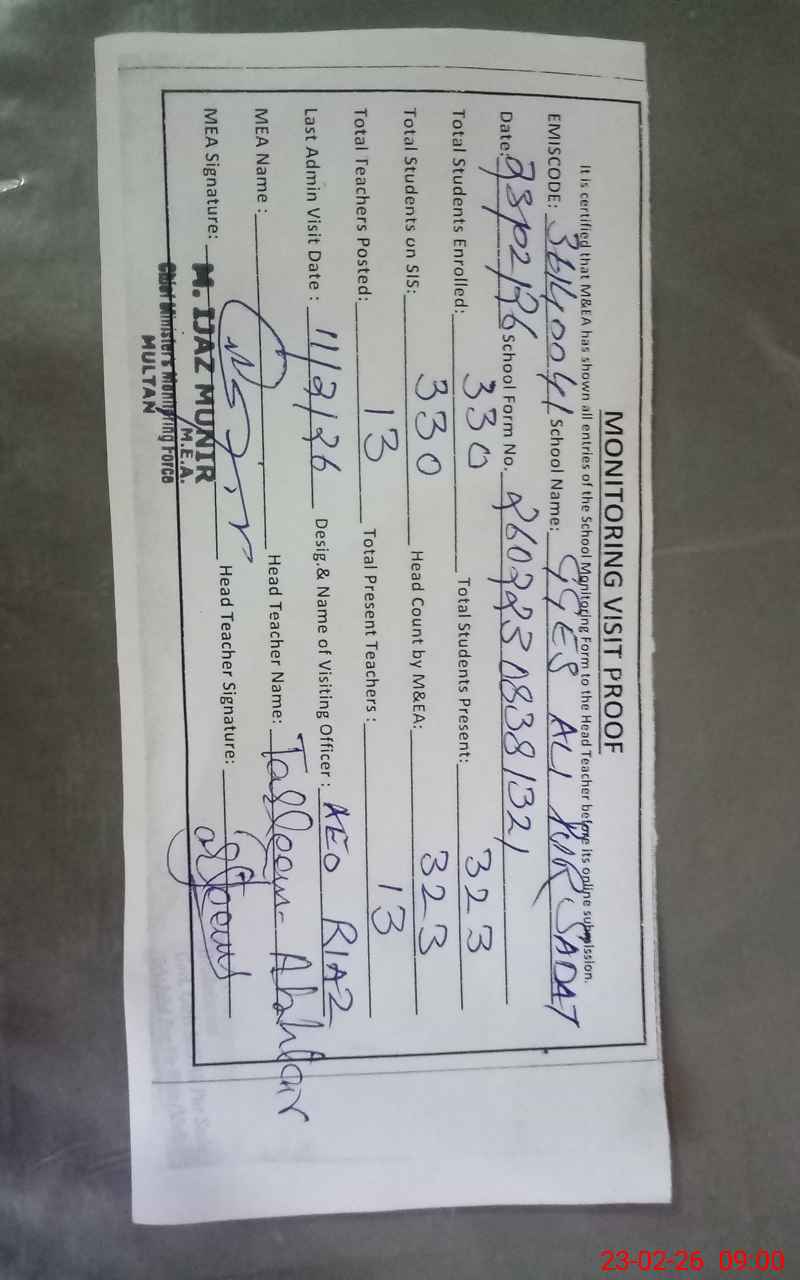 MONITORING VISIT PROOF
It is certified that M&EA has shown all entries of the School Monitoring Form to the Head Teacher before its online submission.
EMISCODE: 36140041 School Name: GGES ALI PIR SADAT
Date: 23/02/26 School Form No. 26022308381321
Total Students Enrolled: 330 Total Students Present: 323
Total Students on SIS: 330 Head Count by M&EA: 323
Total Teachers Posted: 13 Total Present Teachers : 13
Last Admin Visit Date : 11/2/26 Desig.& Name of Visiting Officer : AEO RIAZ
MEA Name : Head Teacher Name: Tasleem Akhtar
MEA Signature: Head Teacher Signature:
M. IJAZ MUNIR
M.E.A.
Chief Minister's Monitoring Force
MULTAN
23-02-26 09:00